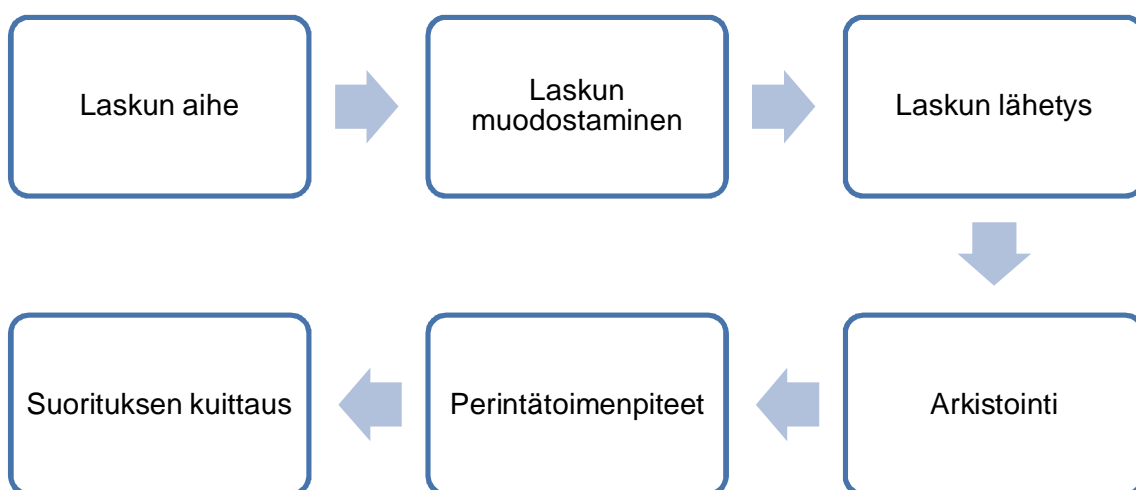 Laskun aihe
Laskun
muodostaminen
Laskun lähetys
Suorituksen kuittaus
Perintätoimenpiteet
Arkistointi